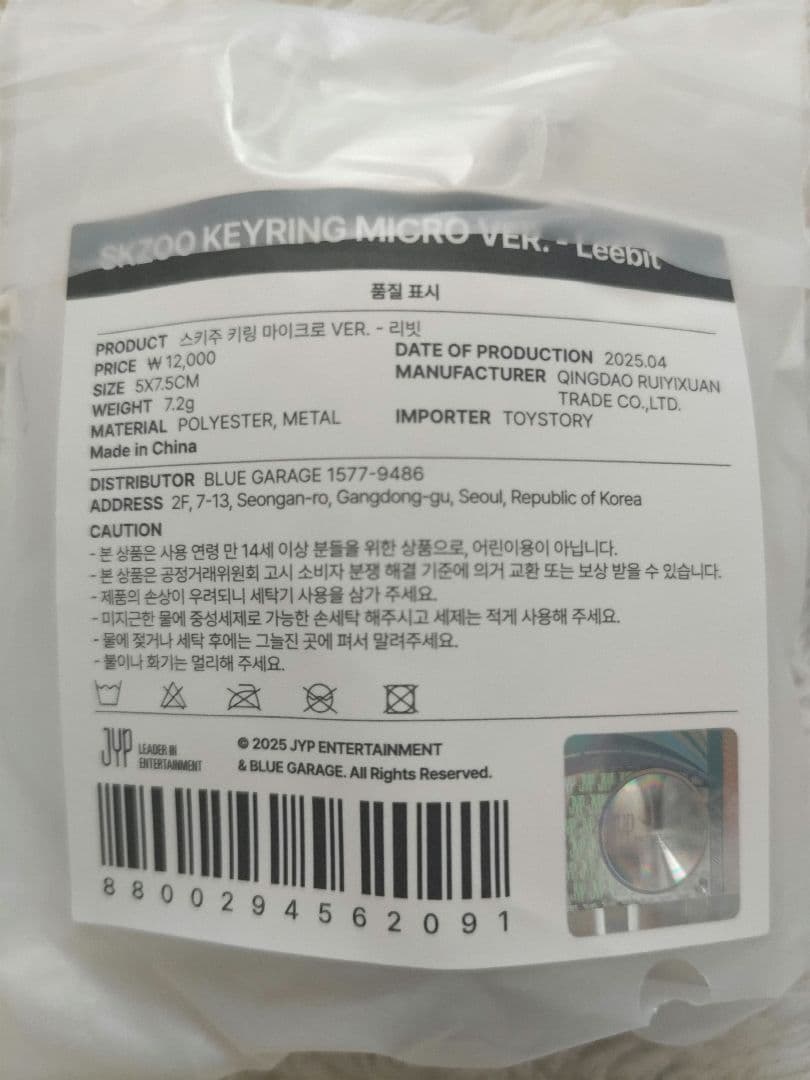 SKZOO KEYRING MICRO VER. - Leebit
품질 표시
PRODUCT 스키주 키링 마이크로 VER. - 리빗
PRICE ₩ 12,000
SIZE 5X7.5CM
WEIGHT 7.2g
MATERIAL POLYESTER, METAL
Made in China
DATE OF PRODUCTION 2025.04
MANUFACTURER QINGDAO RUIYIXUAN
TRADE CO.,LTD.
IMPORTER TOYSTORY
DISTRIBUTOR BLUE GARAGE 1577-9486
ADDRESS 2F, 7-13, Seongan-ro, Gangdong-gu, Seoul, Republic of Korea
CAUTION
- 본 상품은 사용 연령 만 14세 이상 분들을 위한 상품으로, 어린이용이 아닙니다.
- 본 상품은 공정거래위원회 고시 소비자 분쟁 해결 기준에 의거 교환 또는 보상 받을 수 있습니다.
- 제품의 손상이 우려되니 세탁기 사용을 삼가 주세요.
- 미지근한 물에 중성세제로 가능한 손세탁 해주시고 세제는 적게 사용해 주세요.
- 물에 젖거나 세탁 후에는 그늘진 곳에 펴서 말려주세요.
- 불이나 화기는 멀리해 주세요.
JYP LEADER IN
ENTERTAINMENT
© 2025 JYP ENTERTAINMENT
& BLUE GARAGE. All Rights Reserved.
8800294562091